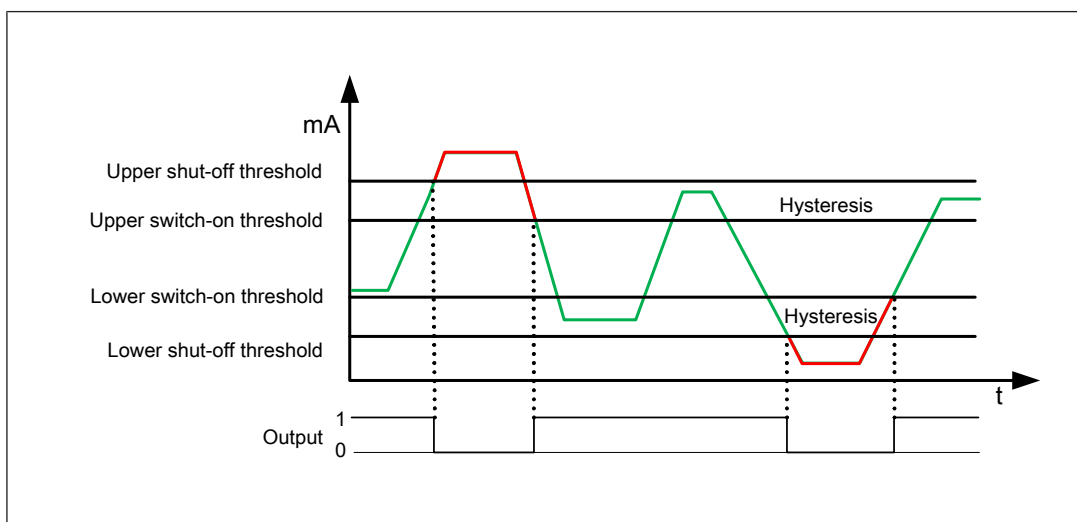 mA
Upper shut-off threshold
Upper switch-on threshold
Hysteresis
Lower switch-on threshold
Hysteresis
Lower shut-off threshold
t
1
Output
0